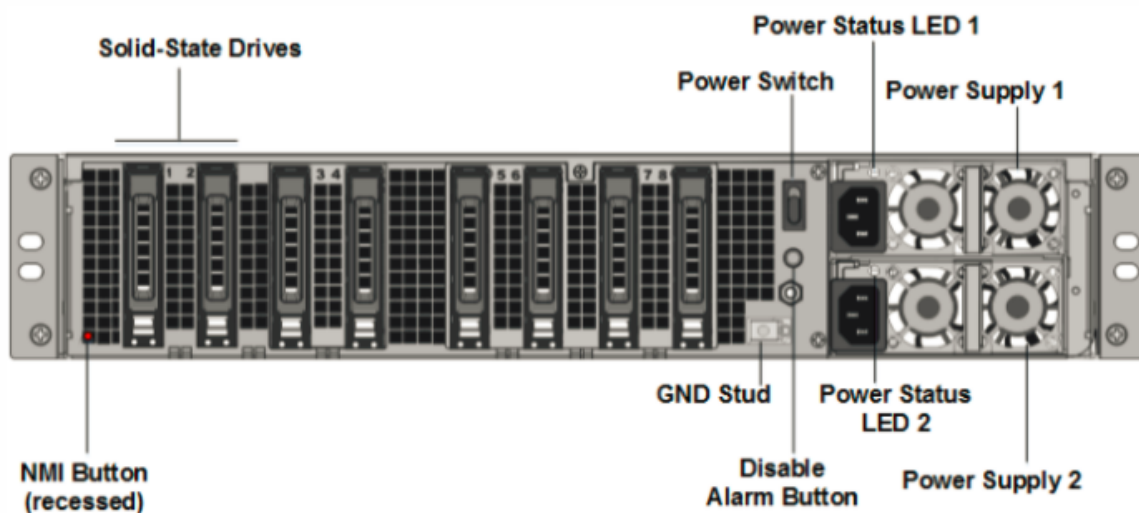 Power Status LED 1
Solid-State Drives
Power Switch
Power Supply 1
1 2
3 4
5 6
7 8
GND Stud
Power Status
LED 2
NMI Button
(recessed)
Disable
Alarm Button
Power Supply 2